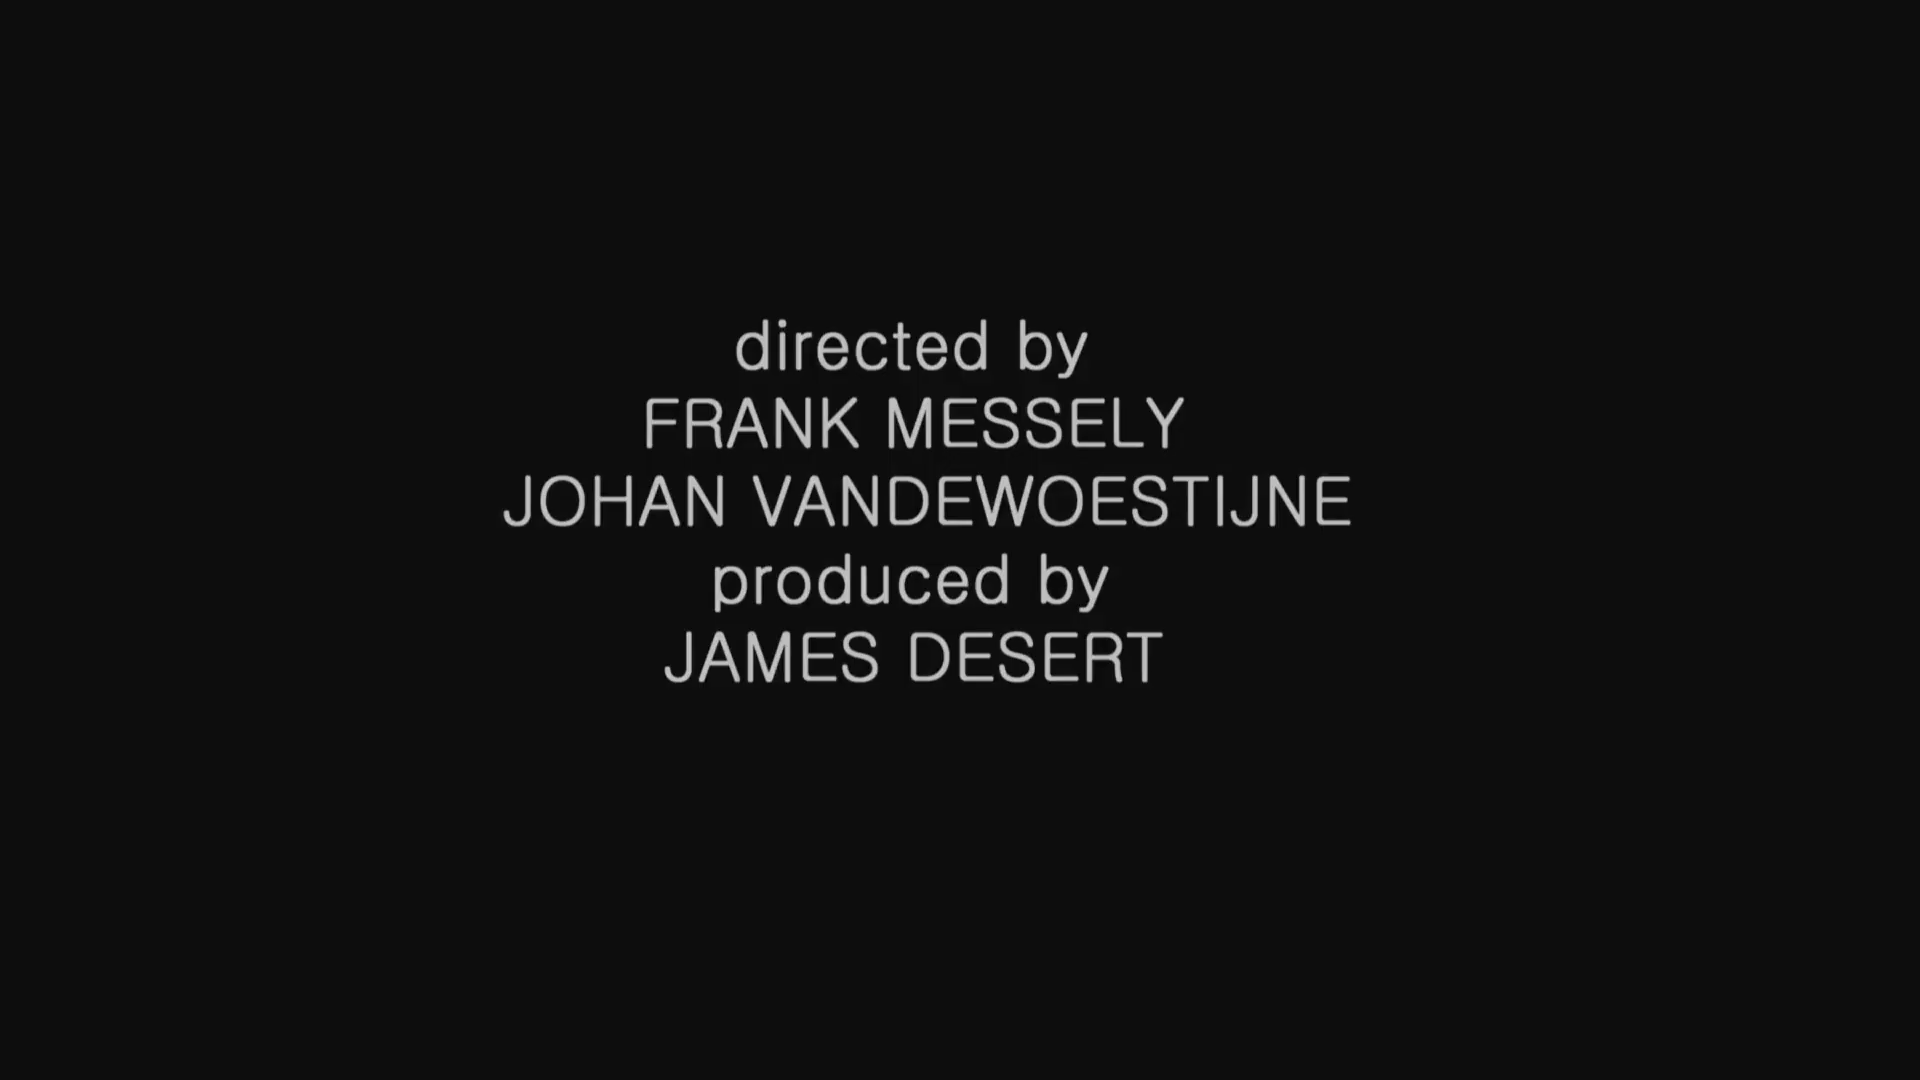 directed by
FRANK MESSELY
JOHAN VANDEWOESTIJNE
produced by
JAMES DESERT